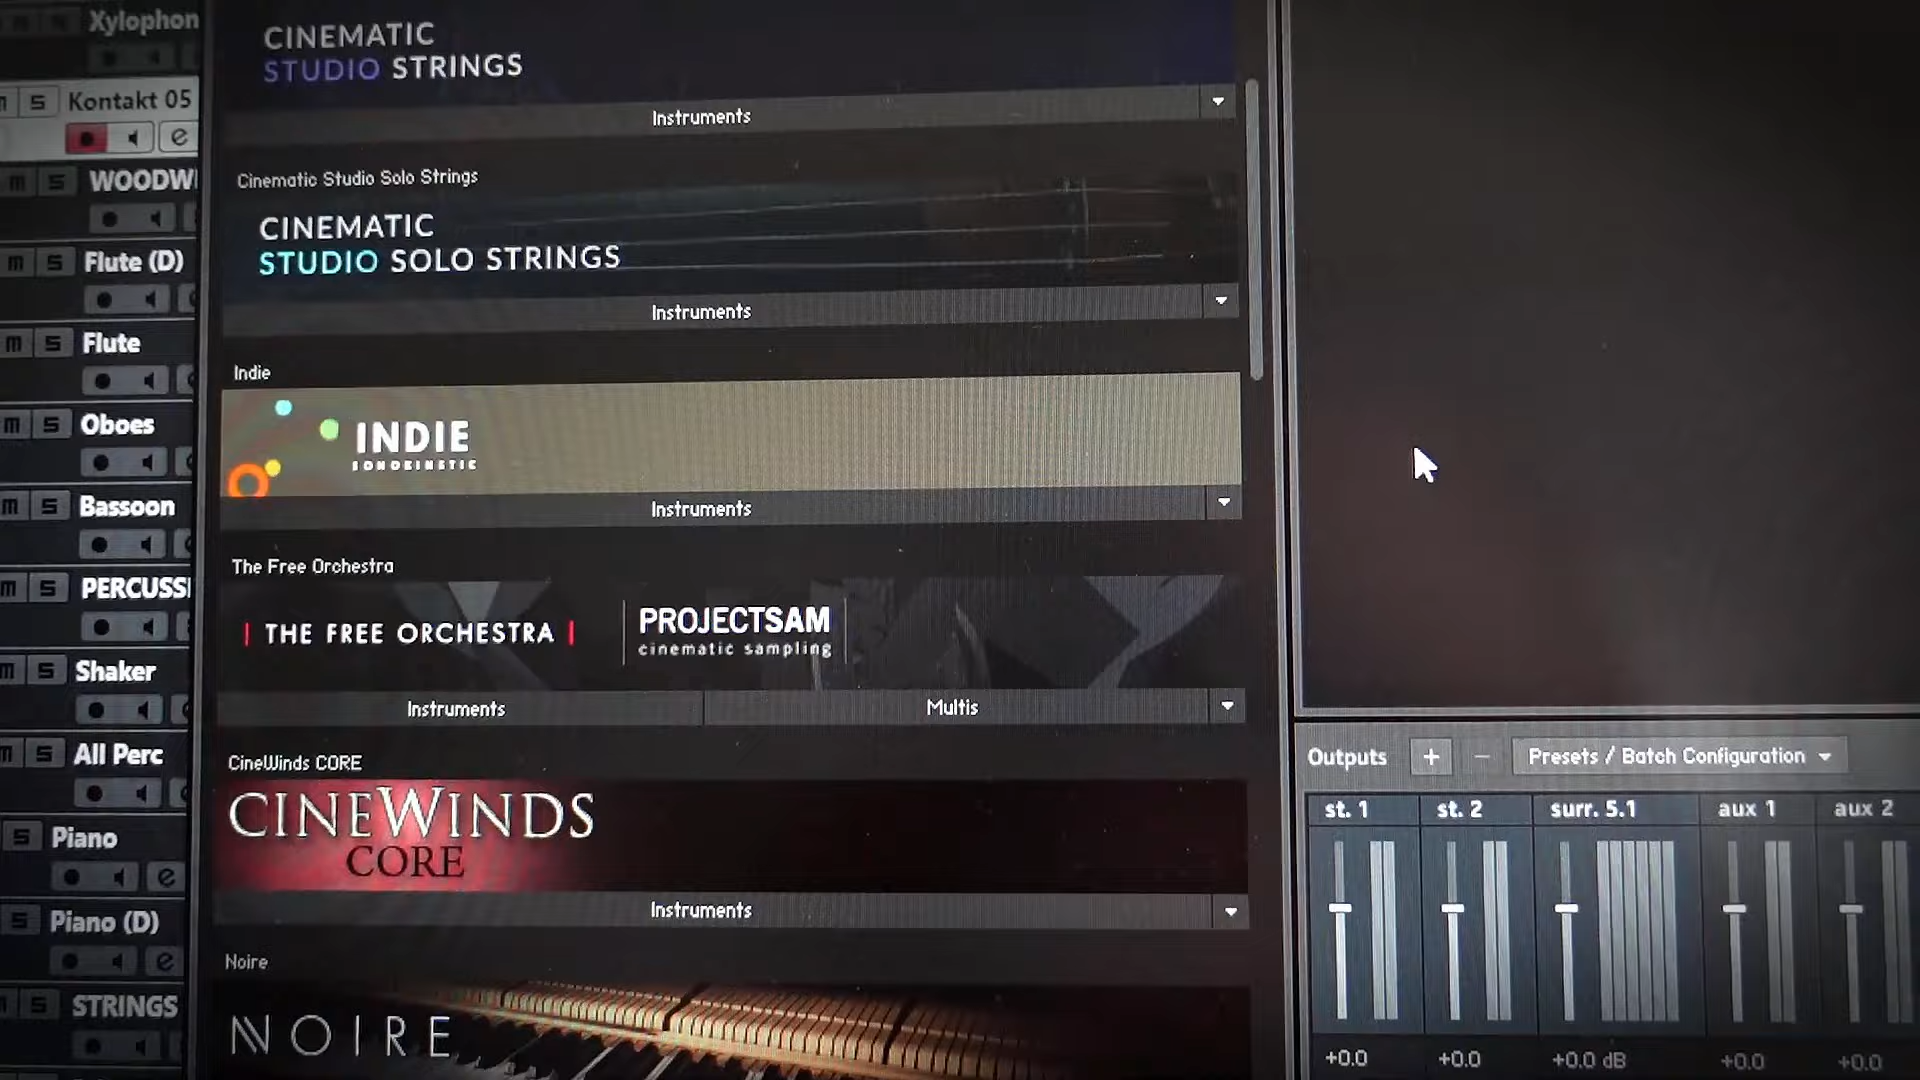 Xylophon
m S Kontakt 05
e
m S WOODWI
m S Flute (D)
m S Flute
m S Oboes
m S Bassoon
m S PERCUSSI
m S Shaker
m S All Perc
S Piano
e
S Piano (D)
e
S STRINGS
CINEMATIC
STUDIO STRINGS
Instruments
Cinematic Studio Solo Strings
CINEMATIC
STUDIO SOLO STRINGS
Instruments
Indie
INDIE
SONOKINETIC
Instruments
The Free Orchestra
THE FREE ORCHESTRA
PROJECTSAM
cinematic sampling
Instruments Multis
CineWinds CORE
CINEWINDS
CORE
Instruments
Noire
NOIRE
Outputs + − Presets / Batch Configuration
st. 1 st. 2 surr. 5.1 aux 1 aux 2
+0.0 +0.0 +0.0 dB +0.0 +0.0